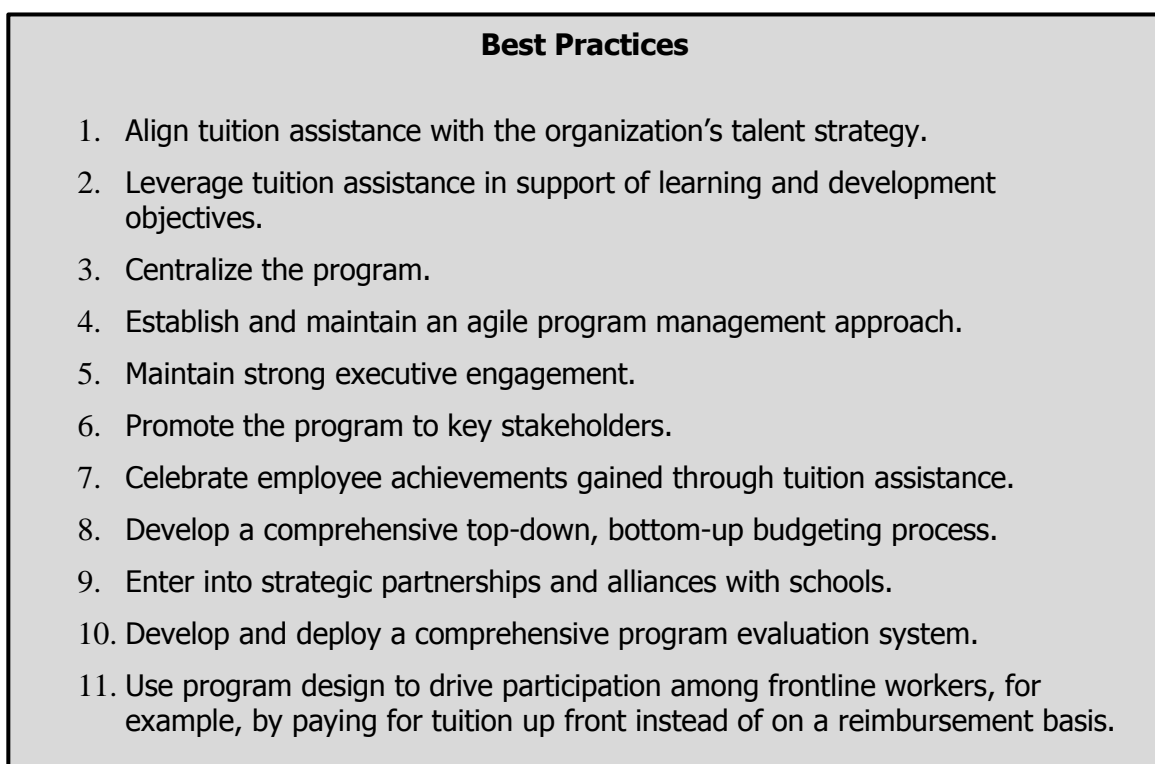 Best Practices
1. Align tuition assistance with the organization’s talent strategy.
2. Leverage tuition assistance in support of learning and development
objectives.
3. Centralize the program.
4. Establish and maintain an agile program management approach.
5. Maintain strong executive engagement.
6. Promote the program to key stakeholders.
7. Celebrate employee achievements gained through tuition assistance.
8. Develop a comprehensive top-down, bottom-up budgeting process.
9. Enter into strategic partnerships and alliances with schools.
10. Develop and deploy a comprehensive program evaluation system.
11. Use program design to drive participation among frontline workers, for
example, by paying for tuition up front instead of on a reimbursement basis.